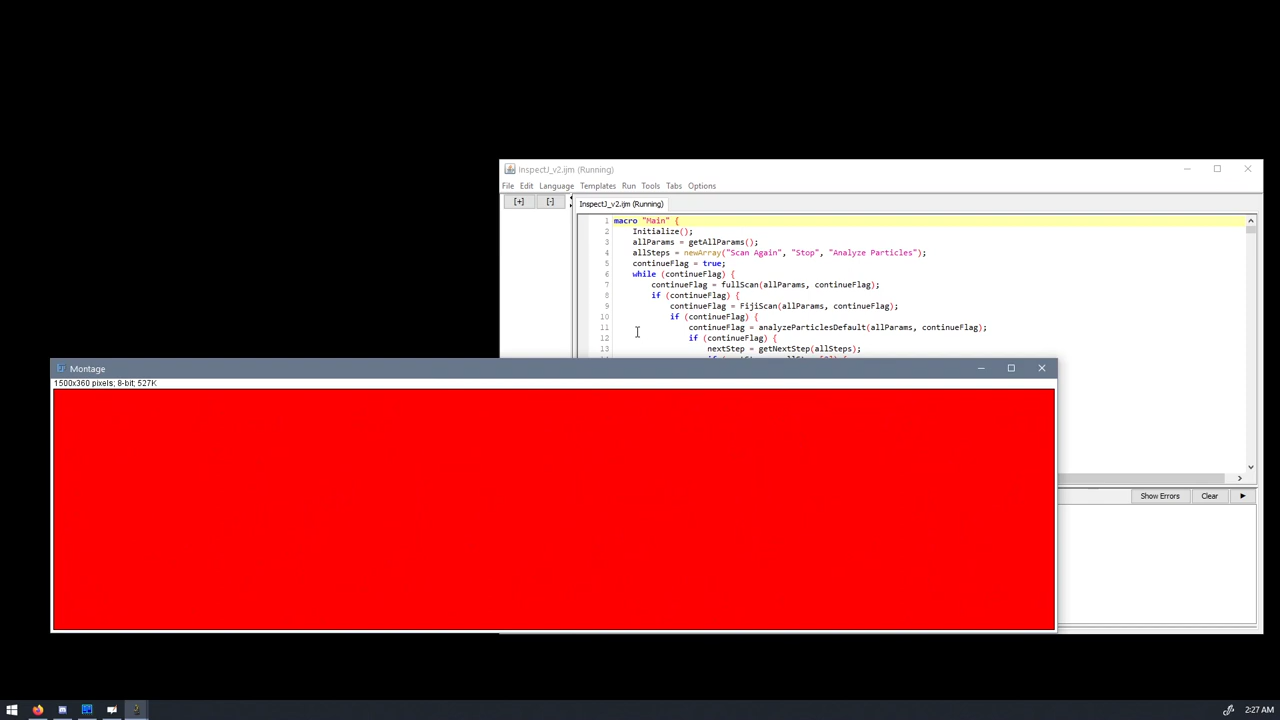 InspectJ_v2.ijm (Running)
File Edit Language Templates Run Tools Tabs Options
[+] [-] InspectJ_v2.ijm (Running)
1 macro "Main" {
2 Initialize();
3 allParams = getAllParams();
4 allSteps = newArray("Scan Again", "Stop", "Analyze Particles");
5 continueFlag = true;
6 while (continueFlag) {
7 continueFlag = fullScan(allParams, continueFlag);
8 if (continueFlag) {
9 continueFlag = FijiScan(allParams, continueFlag);
10 if (continueFlag) {
11 continueFlag = analyzeParticlesDefault(allParams, continueFlag);
12 if (continueFlag) {
13 nextStep = getNextStep(allSteps);
Montage
1500x360 pixels; 8-bit; 527K
Show Errors Clear
2:27 AM